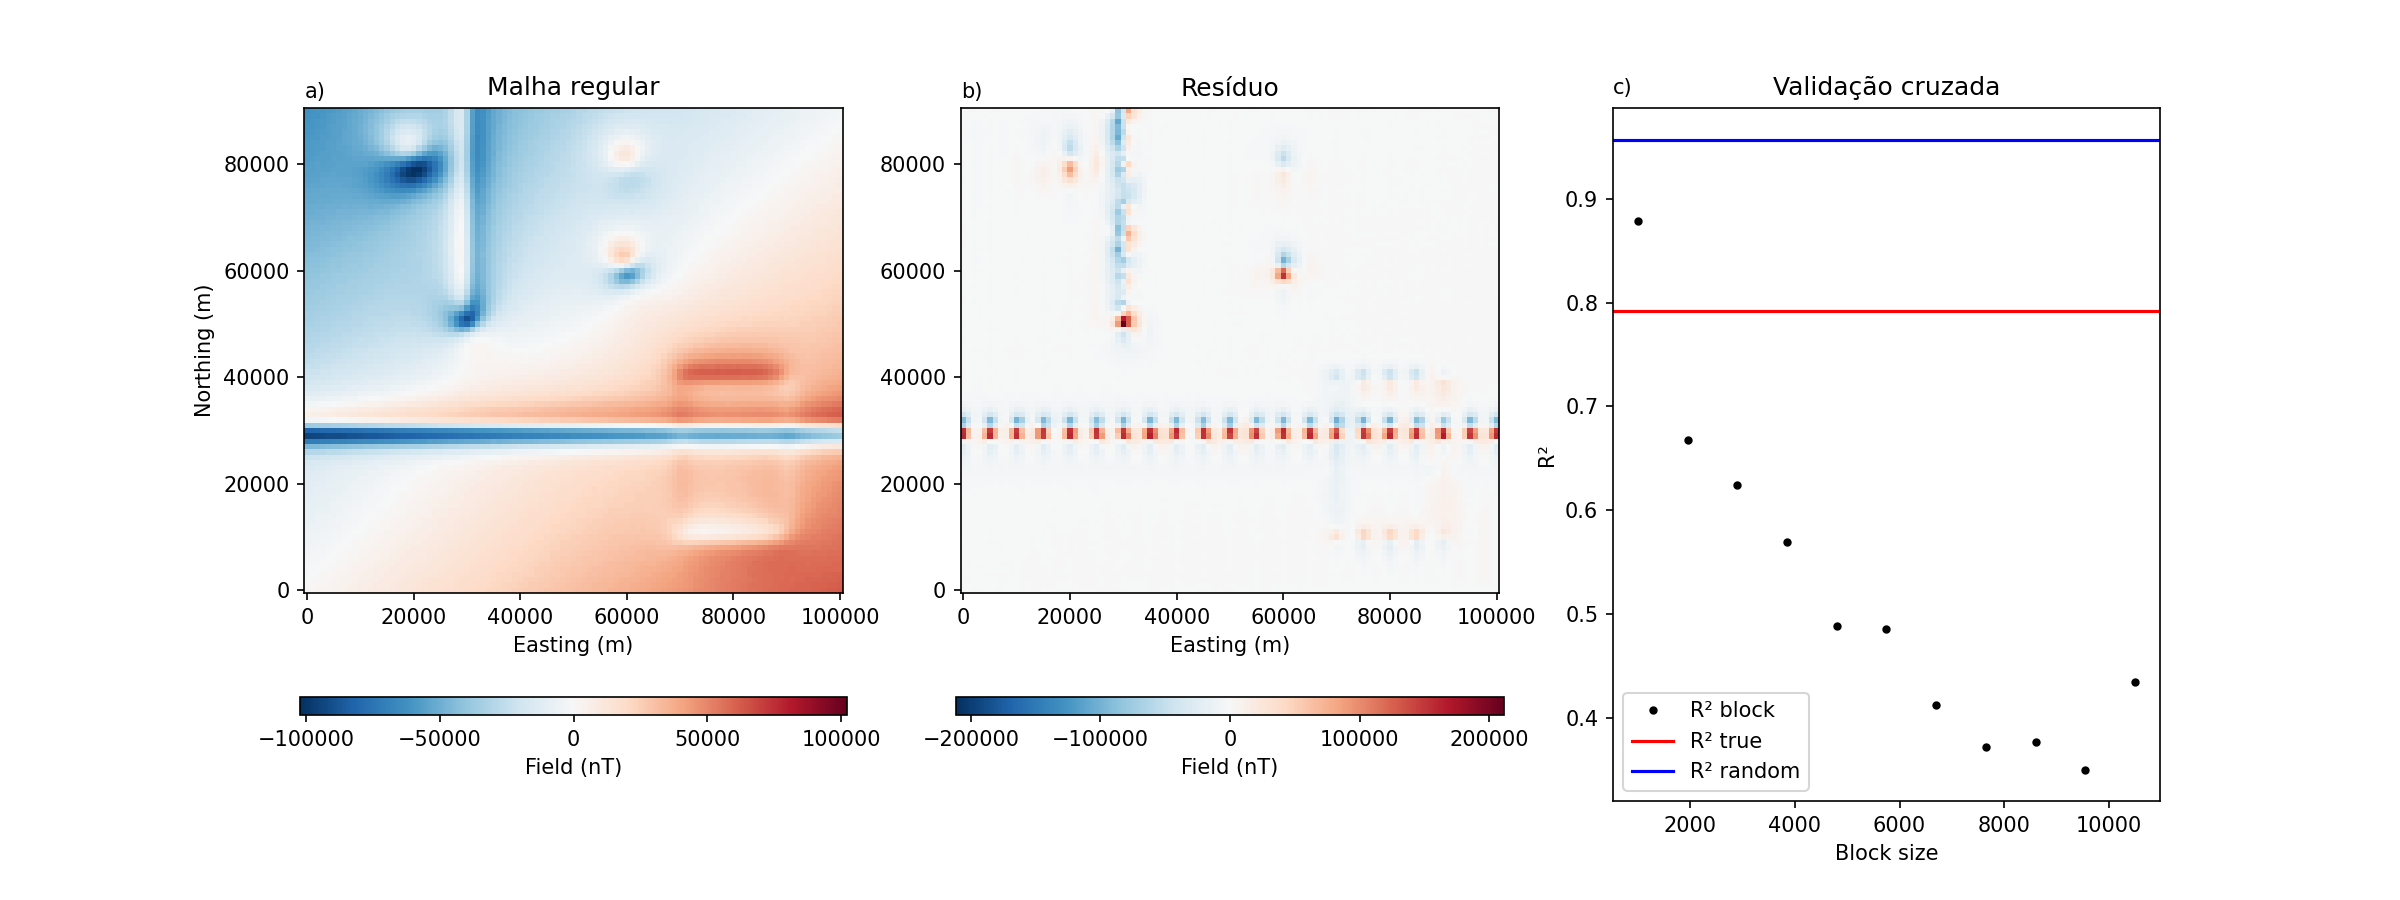 a)
Malha regular
80000
60000
40000
20000
0
Northing (m)
0
20000
40000
60000
80000
100000
Easting (m)
−100000
−50000
0
50000
100000
Field (nT)
b)
Resíduo
80000
60000
40000
20000
0
0
20000
40000
60000
80000
100000
Easting (m)
−200000
−100000
0
100000
200000
Field (nT)
c)
Validação cruzada
0.9
0.8
0.7
0.6
0.5
0.4
R²
R² block
R² true
R² random
2000
4000
6000
8000
10000
Block size